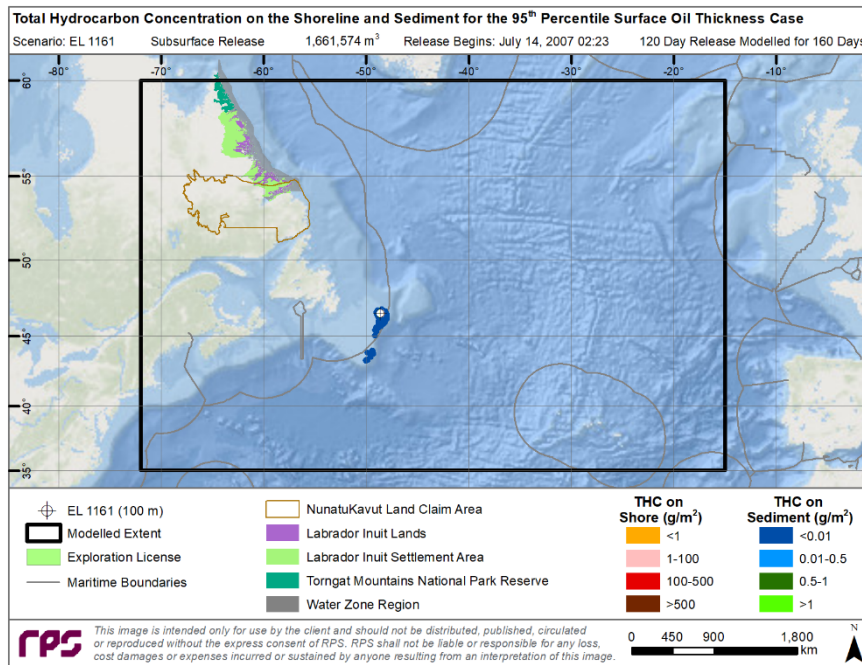 Total Hydrocarbon Concentration on the Shoreline and Sediment for the 95th Percentile Surface Oil Thickness Case
Scenario: EL 1161 Subsurface Release 1,661,574 m³ Release Begins: July 14, 2007 02:23 120 Day Release Modelled for 160 Days
-80° -70° -60° -50° -40° -30° -20° -10°
60°
55°
50°
45°
40°
35°
EL 1161 (100 m)
Modelled Extent
Exploration License
Maritime Boundaries
NunatuKavut Land Claim Area
Labrador Inuit Lands
Labrador Inuit Settlement Area
Torngat Mountains National Park Reserve
Water Zone Region
THC on
Shore (g/m²)
<1
1-100
100-500
>500
THC on
Sediment (g/m²)
<0.01
0.01-0.5
0.5-1
>1
rps
This image is intended only for use by the client and should not be distributed, published, circulated
or reproduced without the express consent of RPS. RPS shall not be liable or responsible for any loss,
cost damages or expenses incurred or sustained by anyone resulting from an interpretation of this image.
0 450 900 1,800
km
N